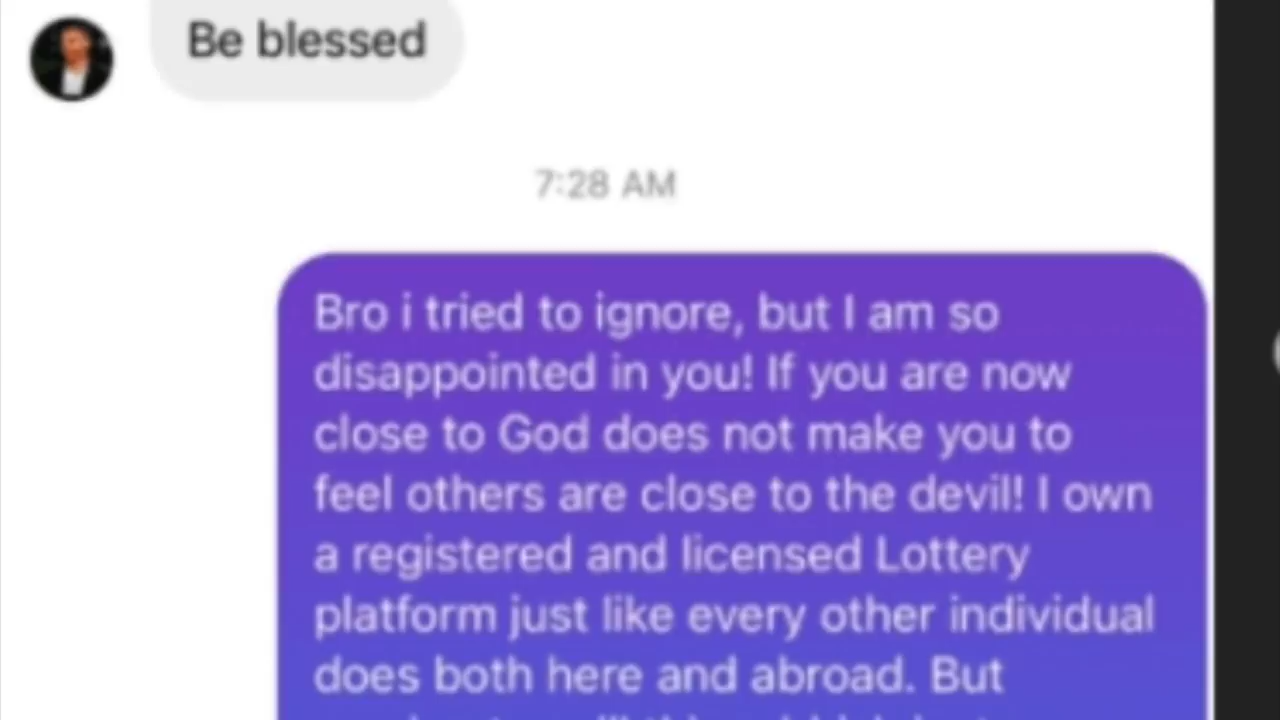 Be blessed
7:28 AM
Bro i tried to ignore, but I am so
disappointed in you! If you are now
close to God does not make you to
feel others are close to the devil! I own
a registered and licensed Lottery
platform just like every other individual
does both here and abroad. But